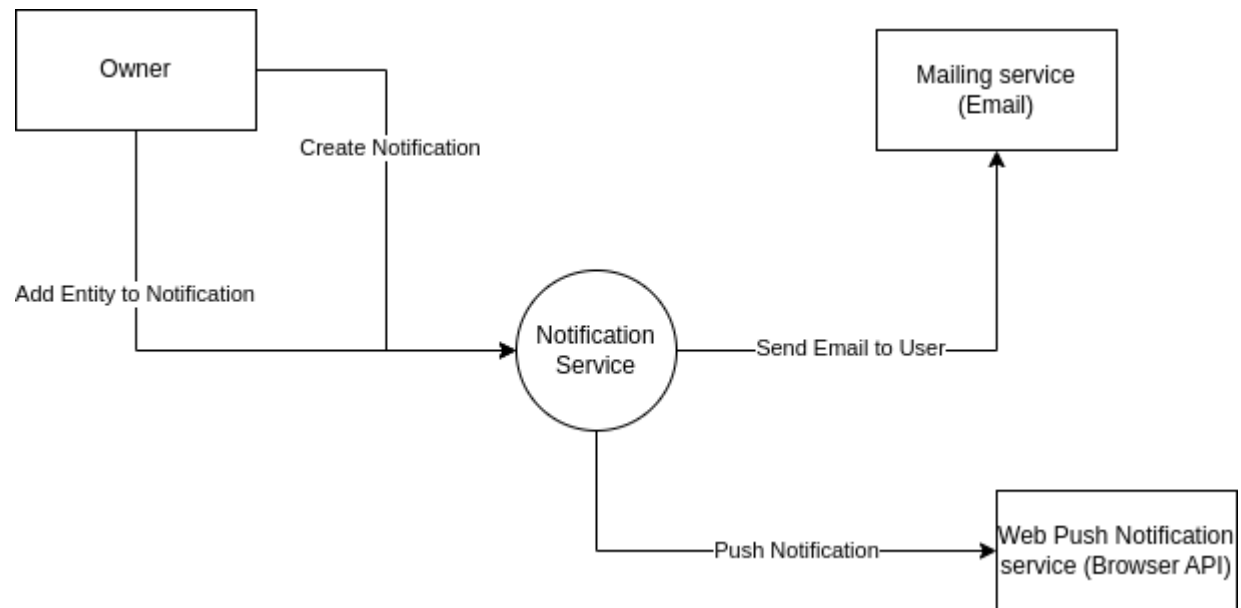 Owner
Mailing service
(Email)
Create Notification
Add Entity to Notification
Notification
Service
Send Email to User
Push Notification
Web Push Notification
service (Browser API)